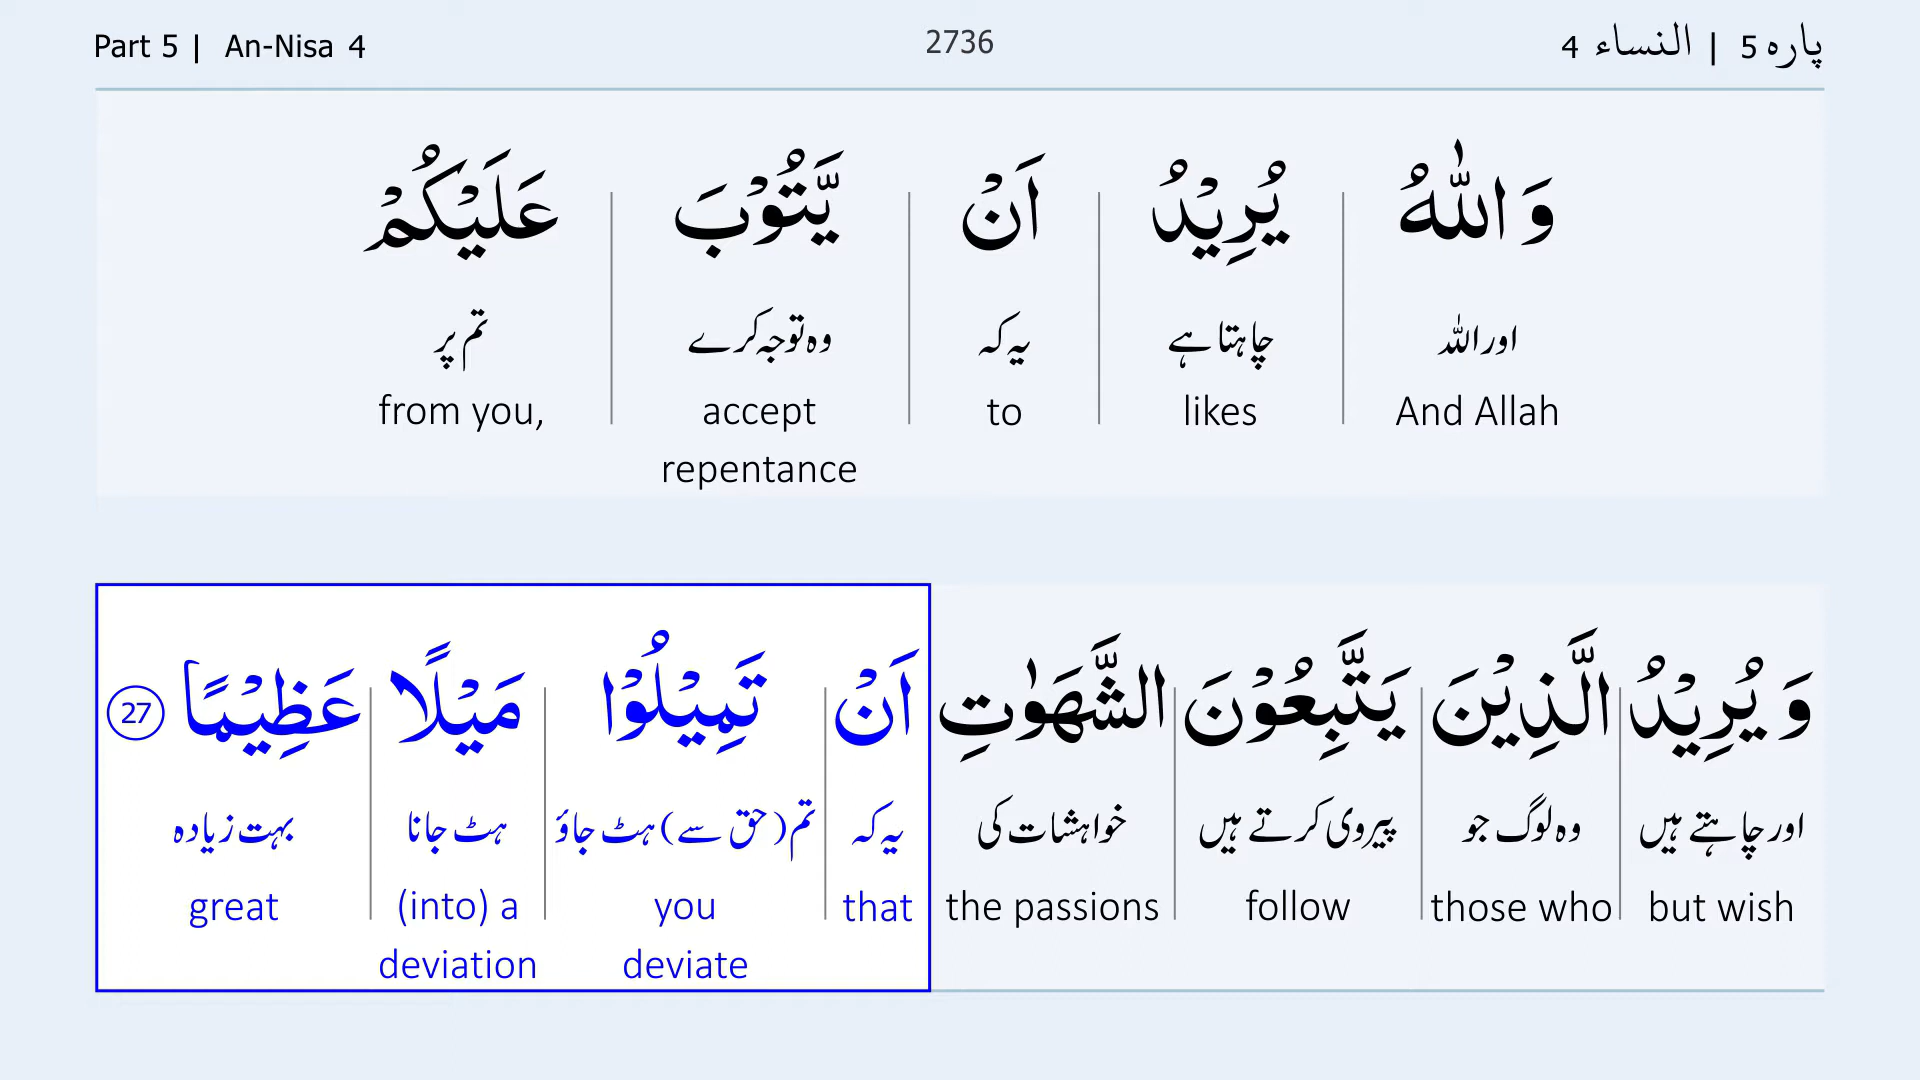 Part 5 | An-Nisa 4
2736
پارہ 5 | النساء 4
وَ اللّٰهُ یُرِیْدُ اَنْ یَّتُوْبَ عَلَیْكُمْ
اور اللہ چاہتا ہے یہ کہ وہ توجہ کرے تم پر
And Allah likes to accept repentance from you,
وَ یُرِیْدُ الَّذِیْنَ یَتَّبِعُوْنَ الشَّهَوٰتِ اَنْ تَمِیْلُوْا مَیْلًا عَظِیْمًا 27
اور چاہتے ہیں وہ لوگ جو پیروی کرتے ہیں خواہشات کی یہ کہ تم (حق سے) ہٹ جاؤ ہٹ جانا بہت زیادہ
but wish those who follow the passions that you deviate (into) a deviation great